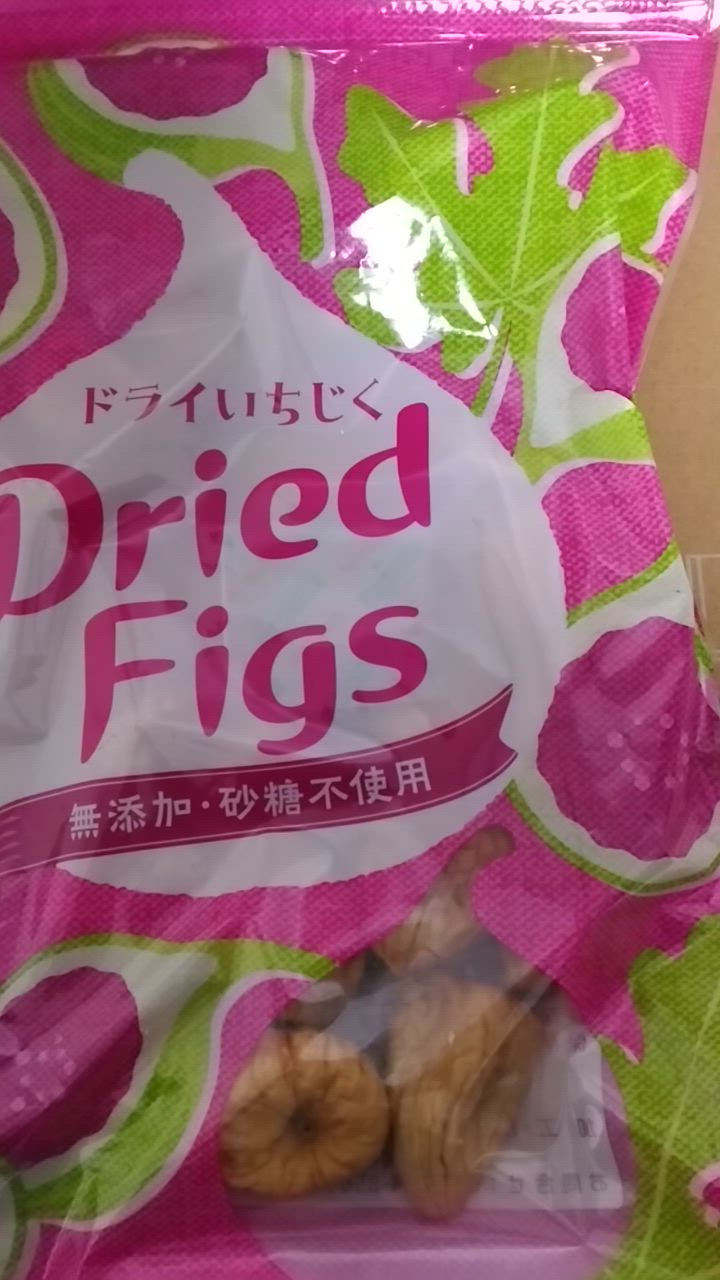 ドライいちじく
Dried
Figs
無添加・砂糖不使用